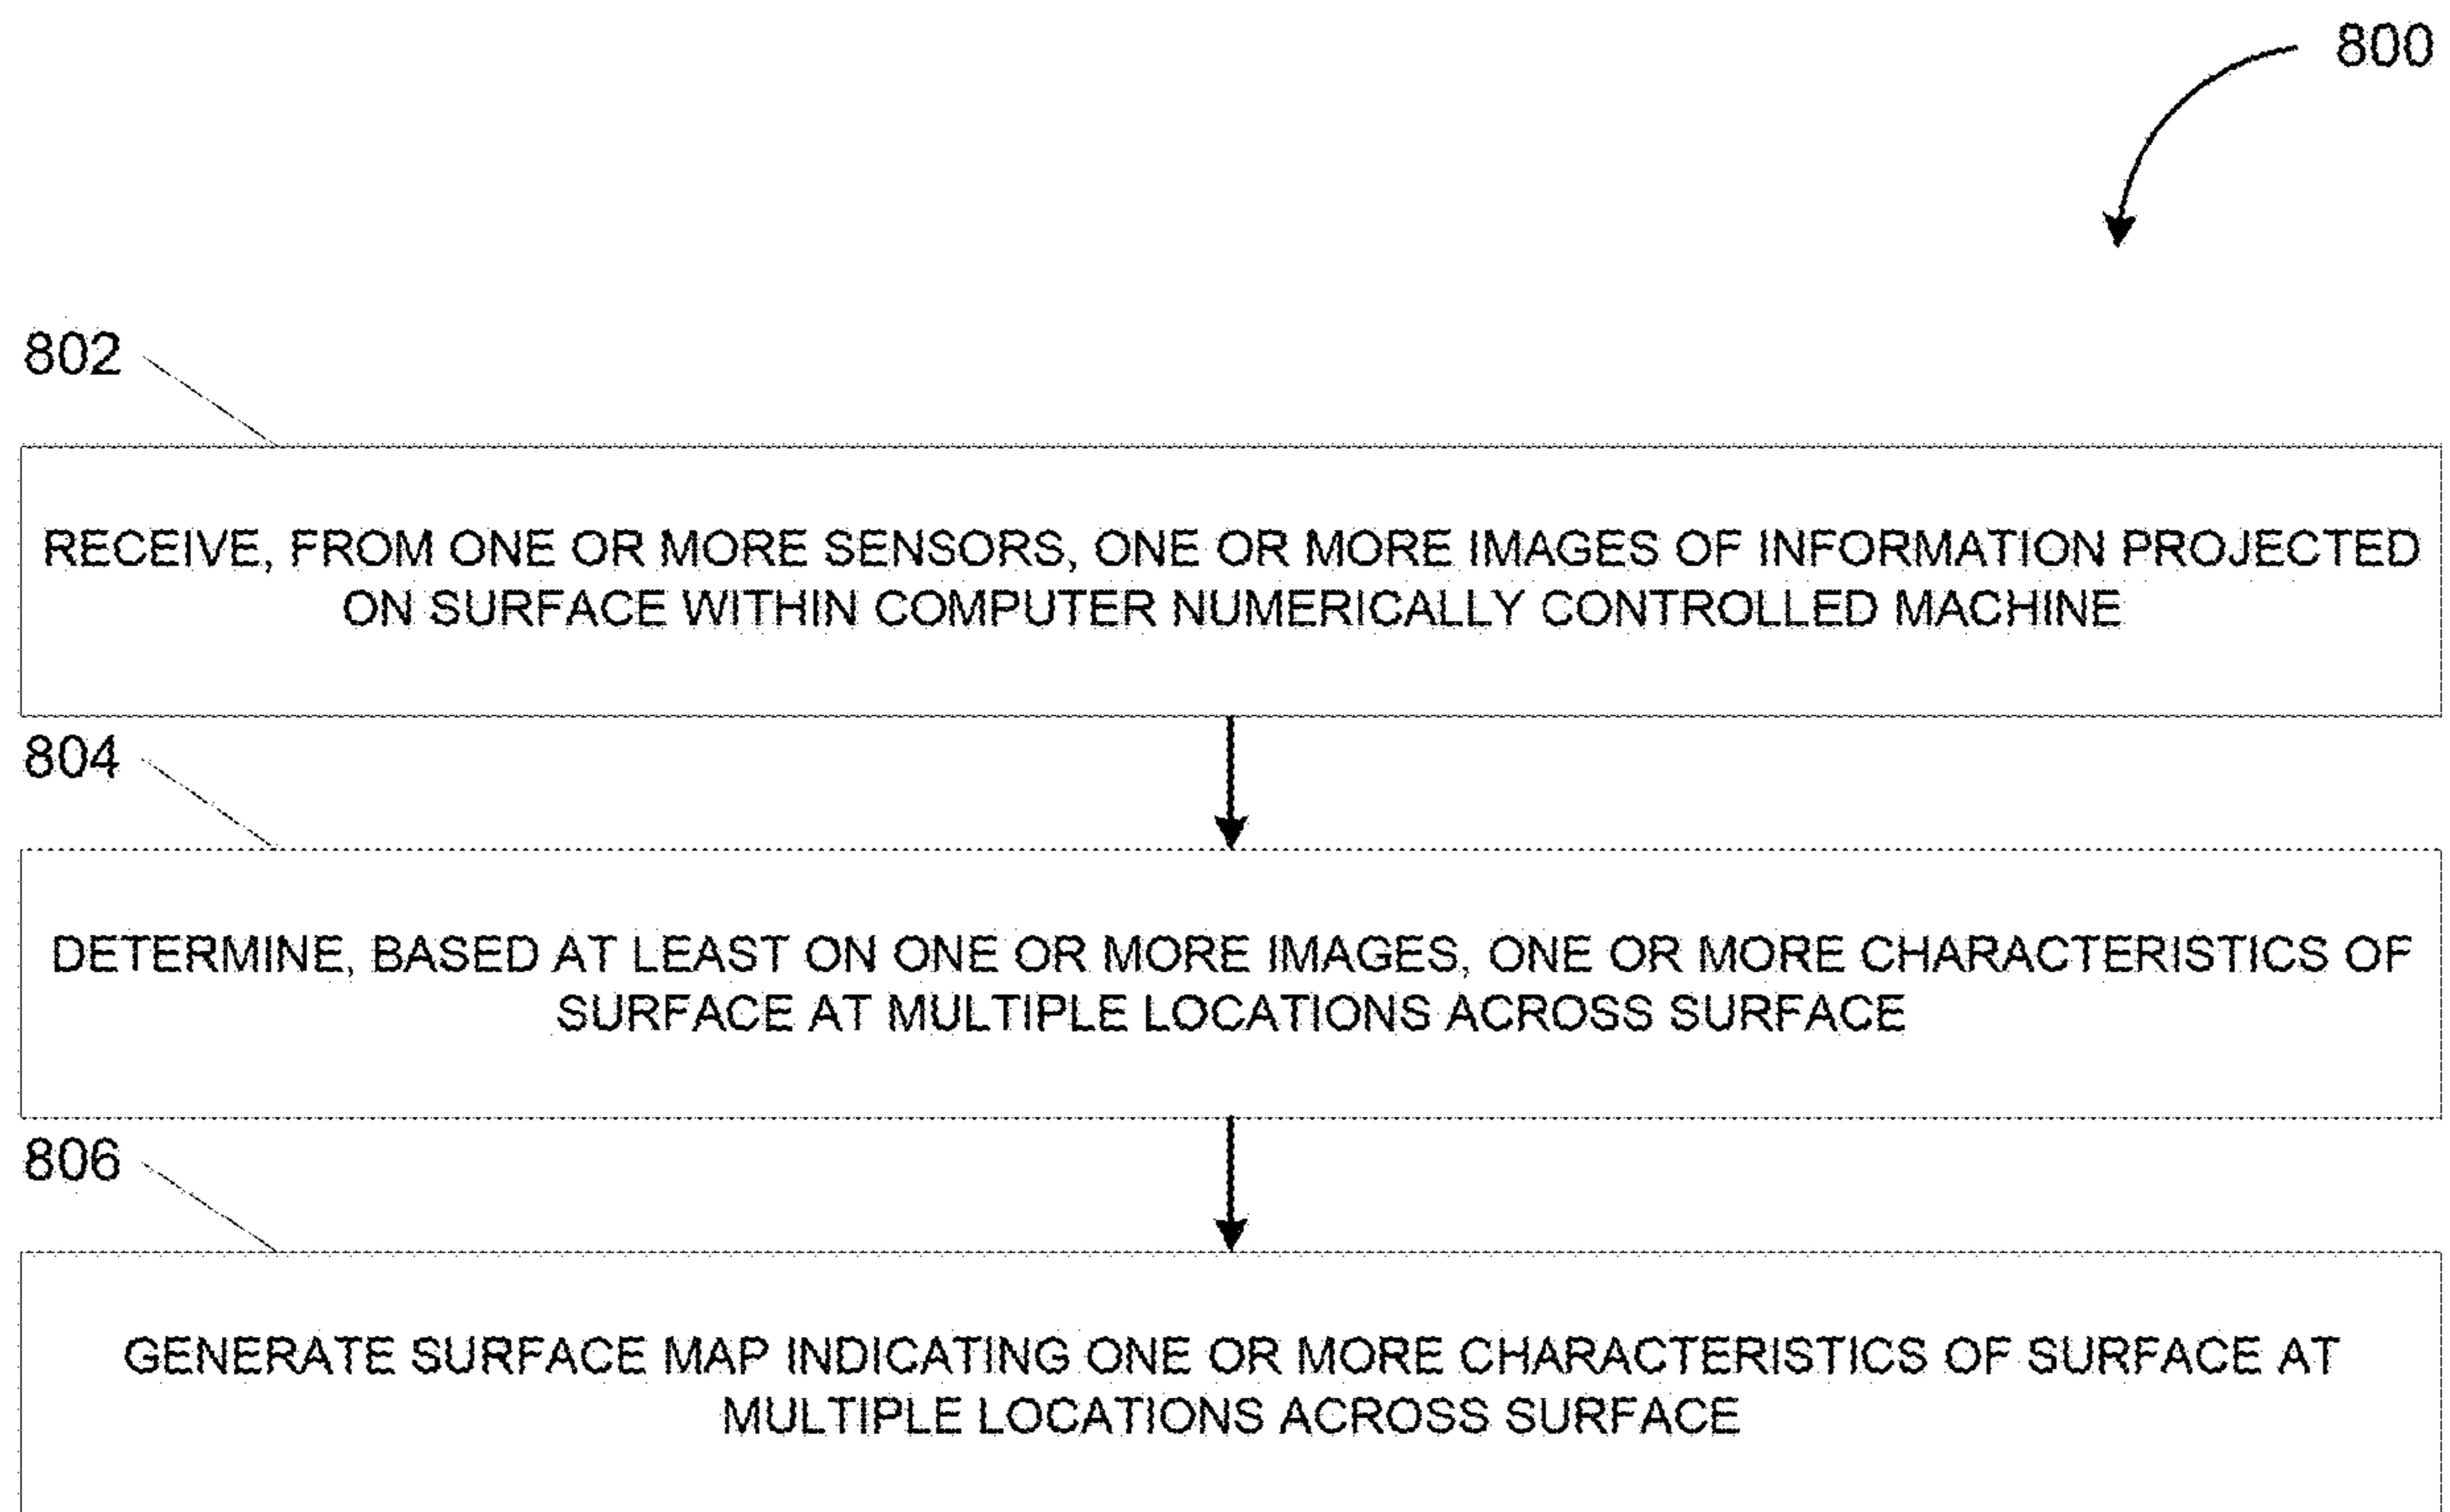 800
802
RECEIVE, FROM ONE OR MORE SENSORS, ONE OR MORE IMAGES OF INFORMATION PROJECTED
ON SURFACE WITHIN COMPUTER NUMERICALLY CONTROLLED MACHINE
804
DETERMINE, BASED AT LEAST ON ONE OR MORE IMAGES, ONE OR MORE CHARACTERISTICS OF
SURFACE AT MULTIPLE LOCATIONS ACROSS SURFACE
806
GENERATE SURFACE MAP INDICATING ONE OR MORE CHARACTERISTICS OF SURFACE AT
MULTIPLE LOCATIONS ACROSS SURFACE